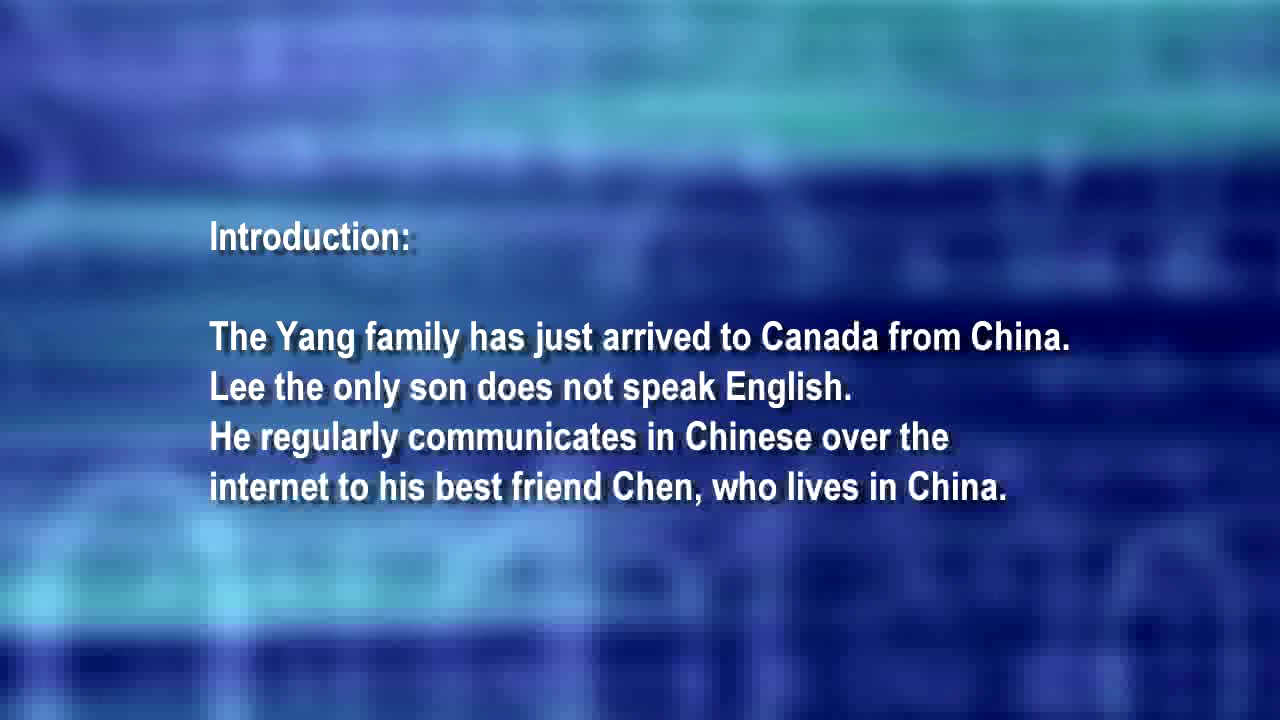 Introduction:
The Yang family has just arrived to Canada from China.
Lee the only son does not speak English.
He regularly communicates in Chinese over the
internet to his best friend Chen, who lives in China.